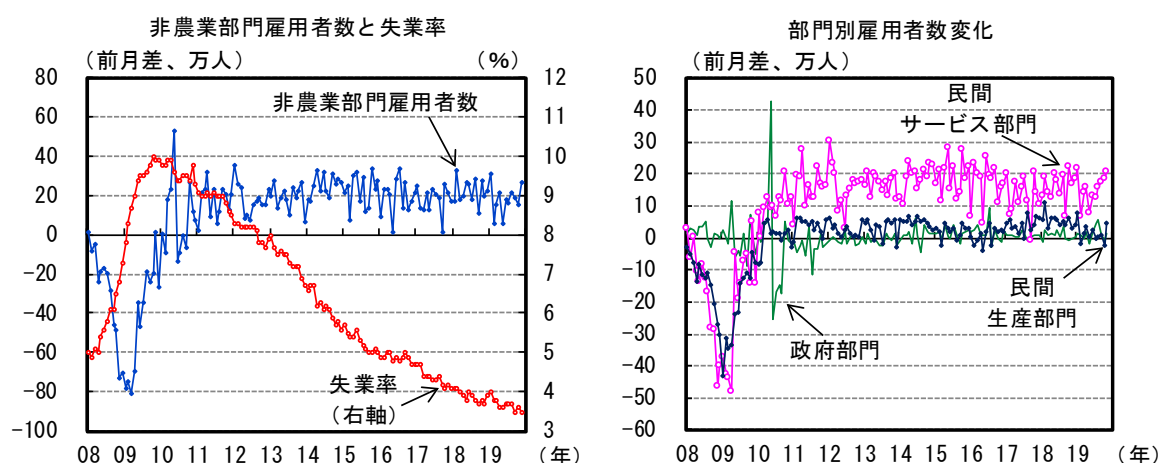 非農業部門雇用者数と失業率
（前月差、万人）
（％）
80
60
40
20
0
-20
-40
-60
-80
-100
12
11
10
9
8
7
6
5
4
3
非農業部門雇用者数
失業率
（右軸）
08 09 10 11 12 13 14 15 16 17 18 19 （年）
部門別雇用者数変化
（前月差、万人）
50
40
30
20
10
0
-10
-20
-30
-40
-50
-60
民間
サービス部門
民間
生産部門
政府部門
08 09 10 11 12 13 14 15 16 17 18 19 （年）